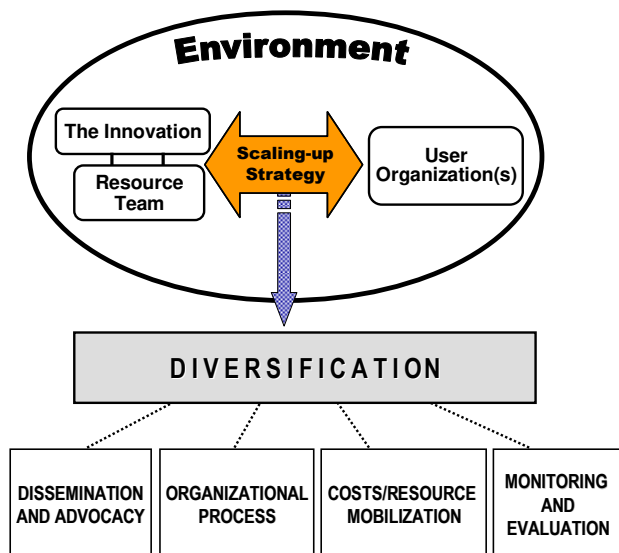 Environment
The Innovation
Resource
Team
Scaling-up
Strategy
User
Organization(s)
DIVERSIFICATION
DISSEMINATION
AND ADVOCACY
ORGANIZATIONAL
PROCESS
COSTS/RESOURCE
MOBILIZATION
MONITORING
AND
EVALUATION